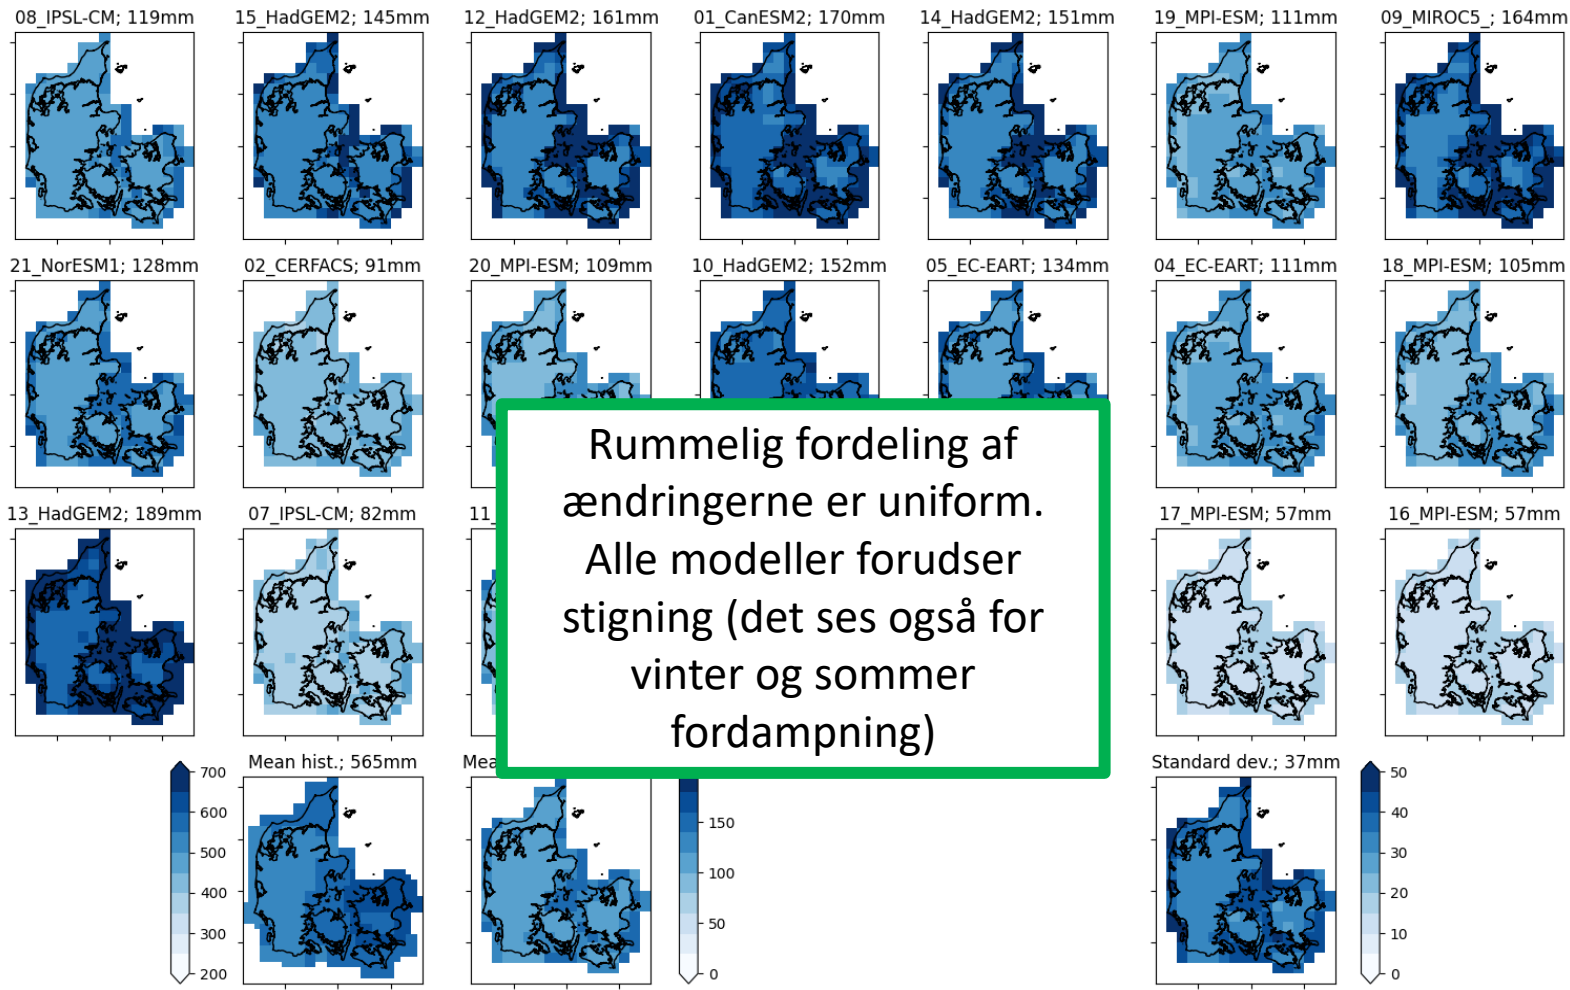 08_IPSL-CM; 119mm
15_HadGEM2; 145mm
12_HadGEM2; 161mm
01_CanESM2; 170mm
14_HadGEM2; 151mm
19_MPI-ESM; 111mm
09_MIROC5_; 164mm
21_NorESM1; 128mm
02_CERFACS; 91mm
20_MPI-ESM; 109mm
10_HadGEM2; 152mm
05_EC-EART; 134mm
04_EC-EART; 111mm
18_MPI-ESM; 105mm
13_HadGEM2; 189mm
07_IPSL-CM; 82mm
11_
17_MPI-ESM; 57mm
16_MPI-ESM; 57mm
Rummelig fordeling af
ændringerne er uniform.
Alle modeller forudser
stigning (det ses også for
vinter og sommer
fordampning)
Mean hist.; 565mm
Mea
Standard dev.; 37mm
700
600
500
400
300
200
150
100
50
0
50
40
30
20
10
0